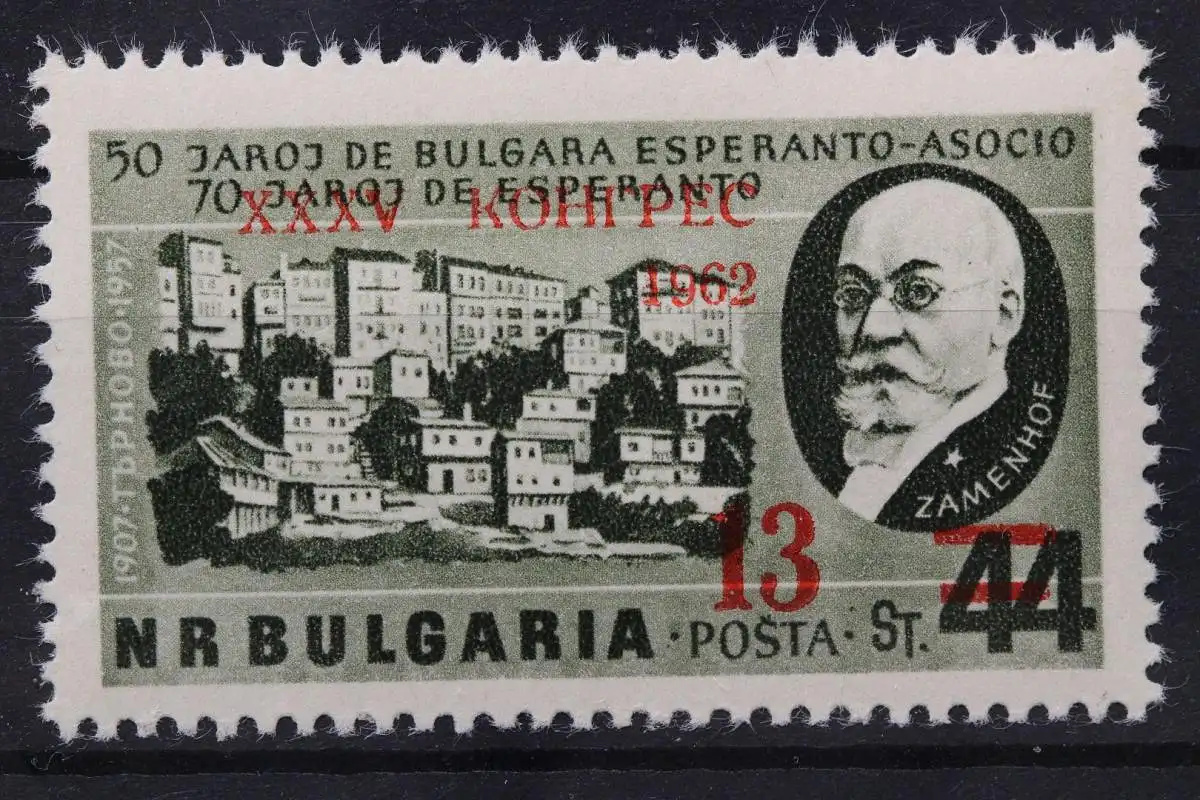 50 JAROJ DE BULGARA ESPERANTO-ASOCIO
70 JAROJ DE ESPERANTO
XXXV КОНГРЕС
1962
1907·ТЪРНОВО·1957
ZAMENHOF
13
NR BULGARIA ·POŠTA· ST. 44